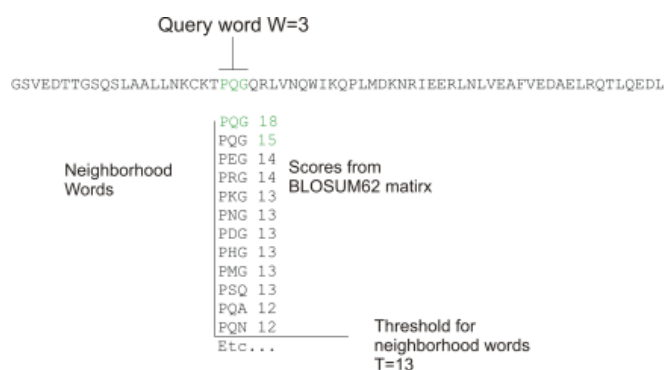 Query word W=3
GSVEDTTGSQSLAALLNKCKTPQGQRLVNQWIKQPLMDKNRIEERLNLVEAFVEDAELRQTLQEDL
PQG 18
PQG 15
PEG 14
PRG 14
PKG 13
PNG 13
PDG 13
PHG 13
PMG 13
PSQ 13
PQA 12
PQN 12
Etc...
Neighborhood
Words
Scores from
BLOSUM62 matirx
Threshold for
neighborhood words
T=13